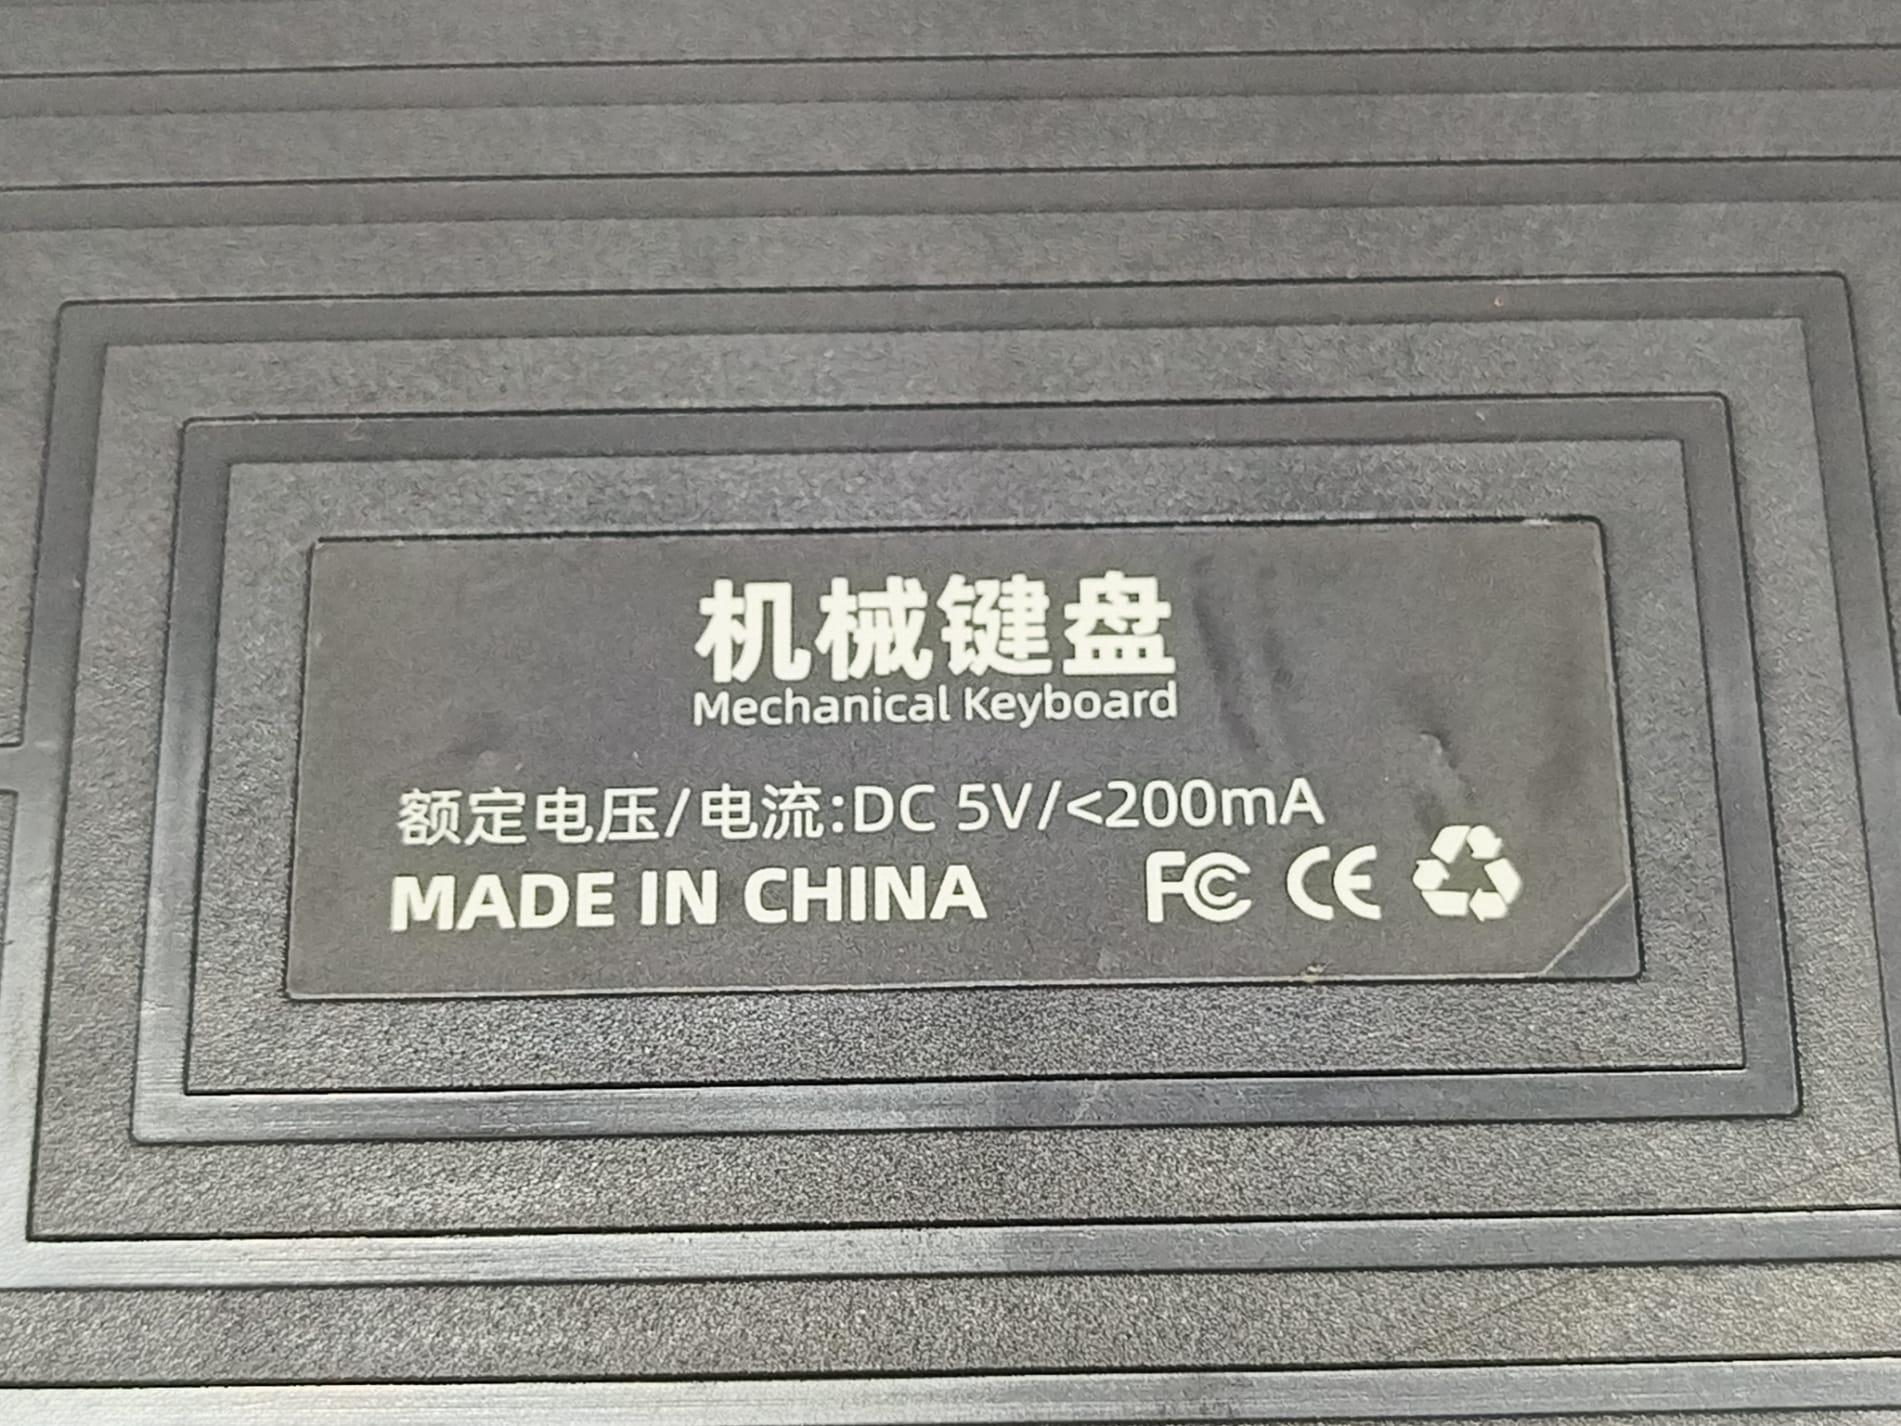 机械键盘
Mechanical Keyboard
额定电压/电流:DC 5V/<200mA
MADE IN CHINA FC CE